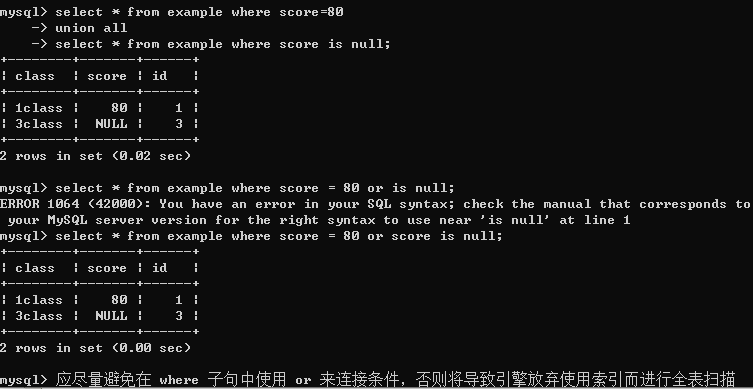 mysql> select * from example where score=80
    -> union all
    -> select * from example where score is null;
+--------+-------+------+
| class  | score | id   |
+--------+-------+------+
| 1class |    80 |    1 |
| 3class |  NULL |    3 |
+--------+-------+------+
2 rows in set (0.02 sec)
mysql> select * from example where score = 80 or is null;
ERROR 1064 (42000): You have an error in your SQL syntax; check the manual that corresponds to
 your MySQL server version for the right syntax to use near 'is null' at line 1
mysql> select * from example where score = 80 or score is null;
+--------+-------+------+
| class  | score | id   |
+--------+-------+------+
| 1class |    80 |    1 |
| 3class |  NULL |    3 |
+--------+-------+------+
2 rows in set (0.00 sec)
mysql> 应尽量避免在 where 子句中使用 or 来连接条件，否则将导致引擎放弃使用索引而进行全表扫描